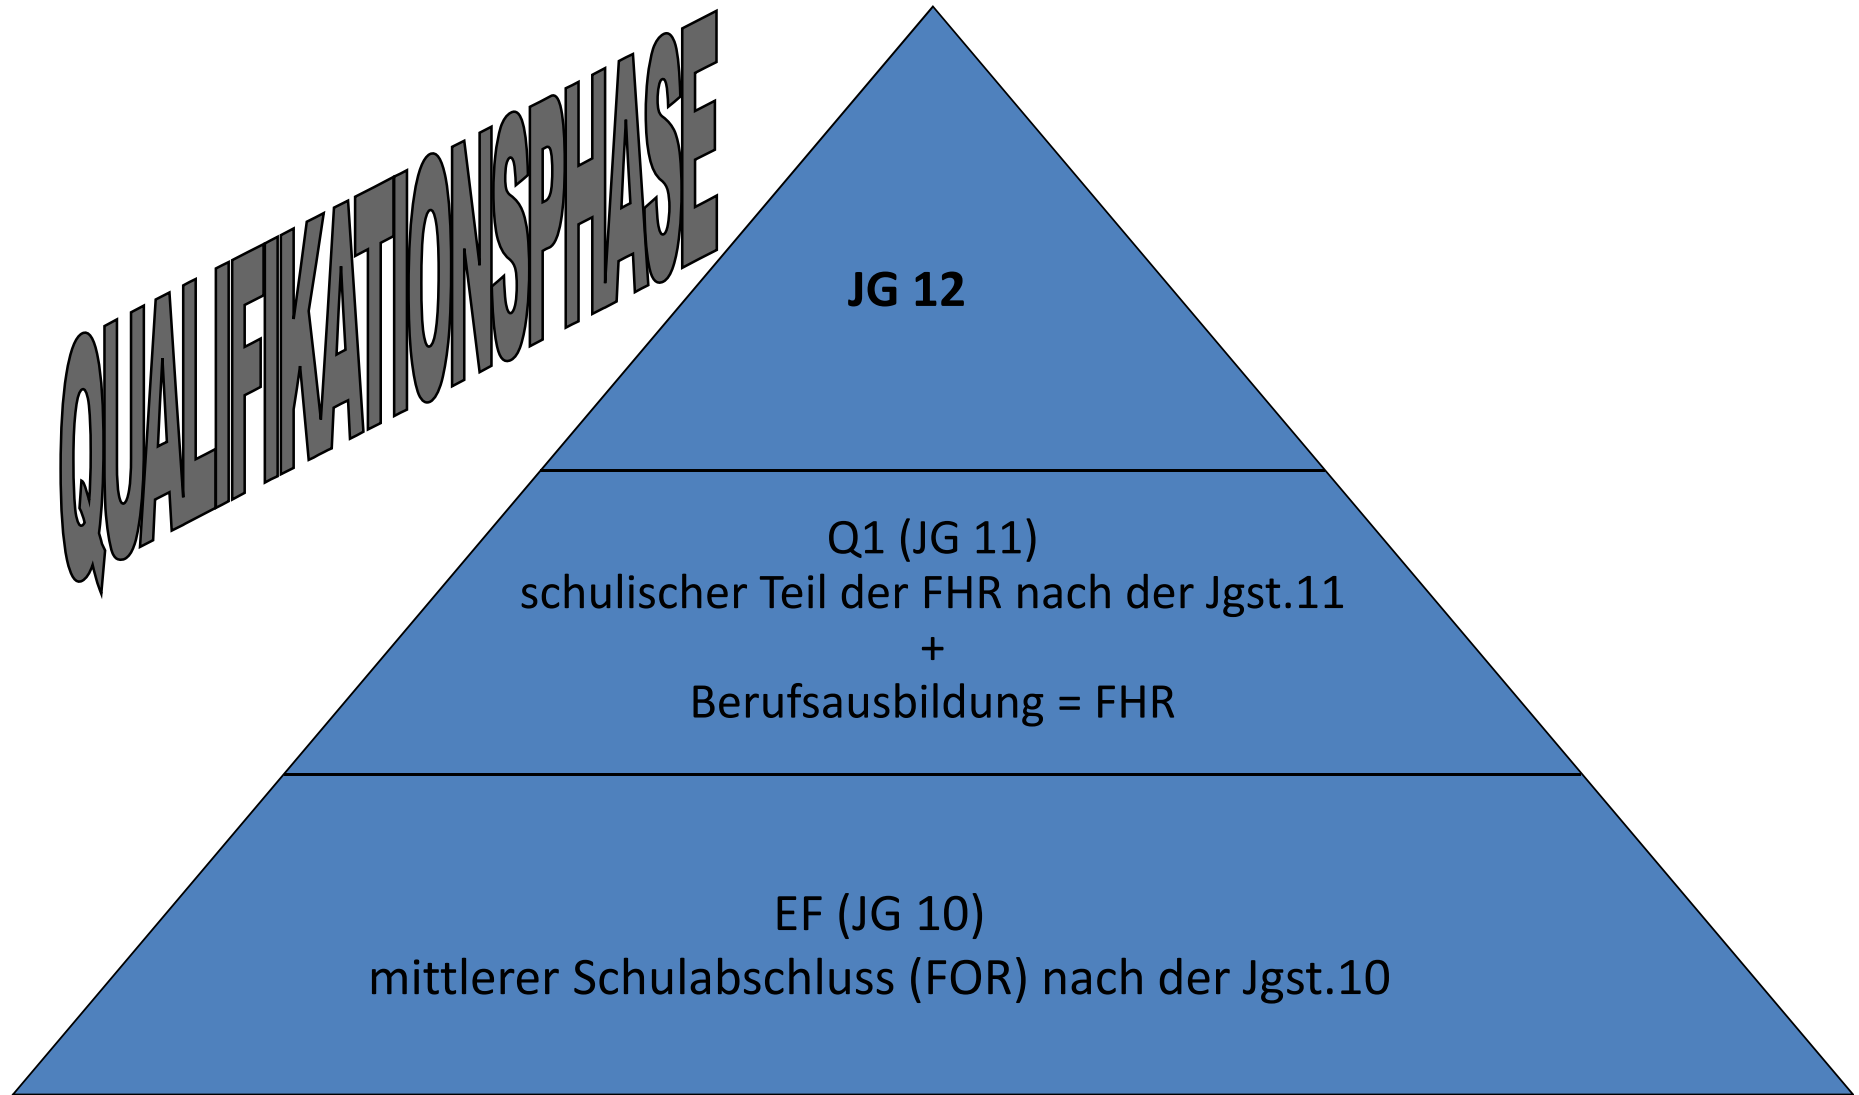 QUALIFIKATIONSPHASE
JG 12
Q1 (JG 11)
schulischer Teil der FHR nach der Jgst.11
+
Berufsausbildung = FHR
EF (JG 10)
mittlerer Schulabschluss (FOR) nach der Jgst.10